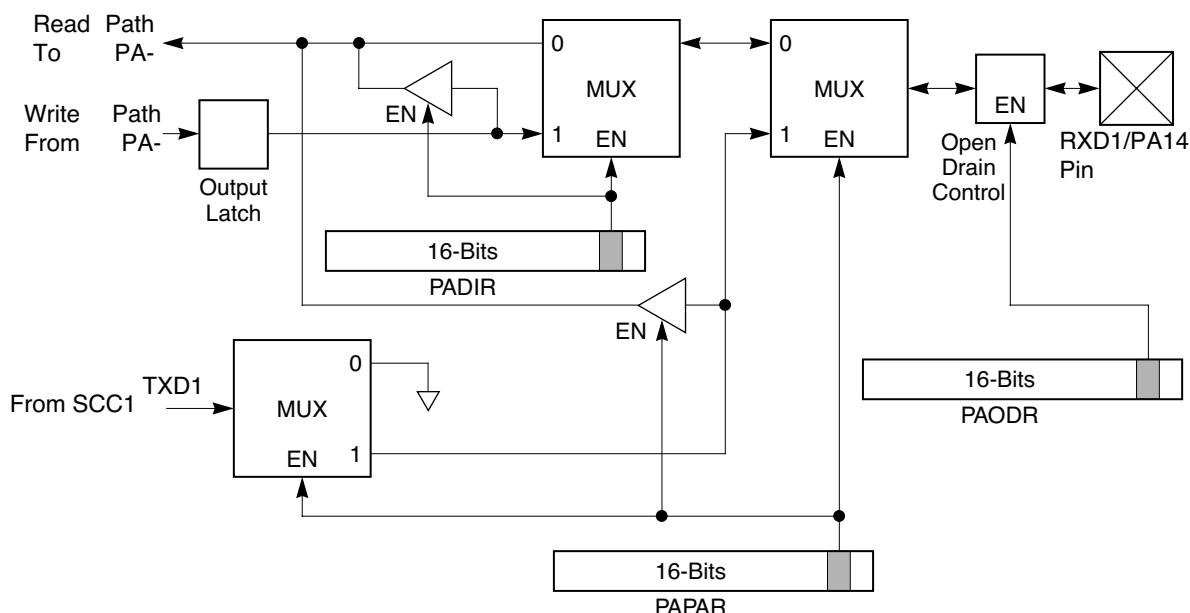 Read Path
To PA-
0
MUX
1
EN
0
MUX
1
EN
EN
Write Path
From PA-
EN
Output
Latch
Open
Drain
Control
RXD1/PA14
Pin
16-Bits
PADIR
EN
From SCC1
TXD1
0
MUX
EN
1
16-Bits
PAODR
16-Bits
PAPAR